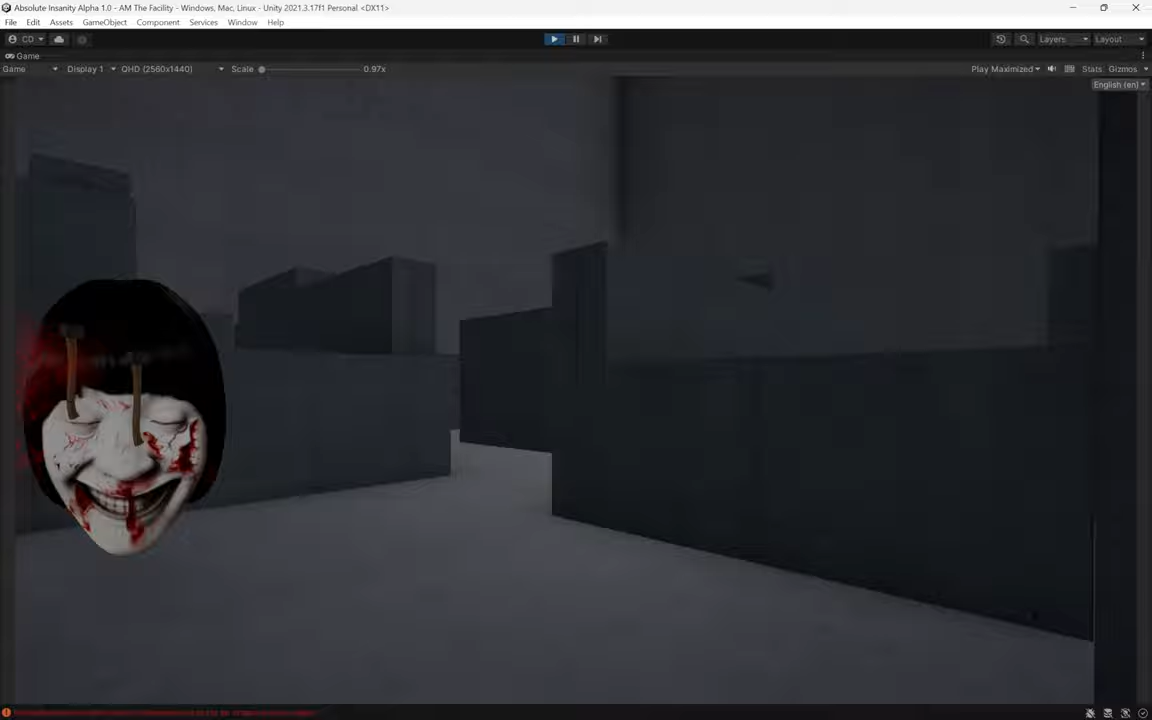 Absolute Insanity Alpha 1.0 - AM The Facility - Windows, Mac, Linux - Unity 2021.3.17f1 Personal <DX11>
File Edit Assets GameObject Component Services Window Help
CD Layers Layout
Game
Game Display 1 QHD (2560x1440) Scale 0.97x Play Maximized Stats Gizmos
English (en)